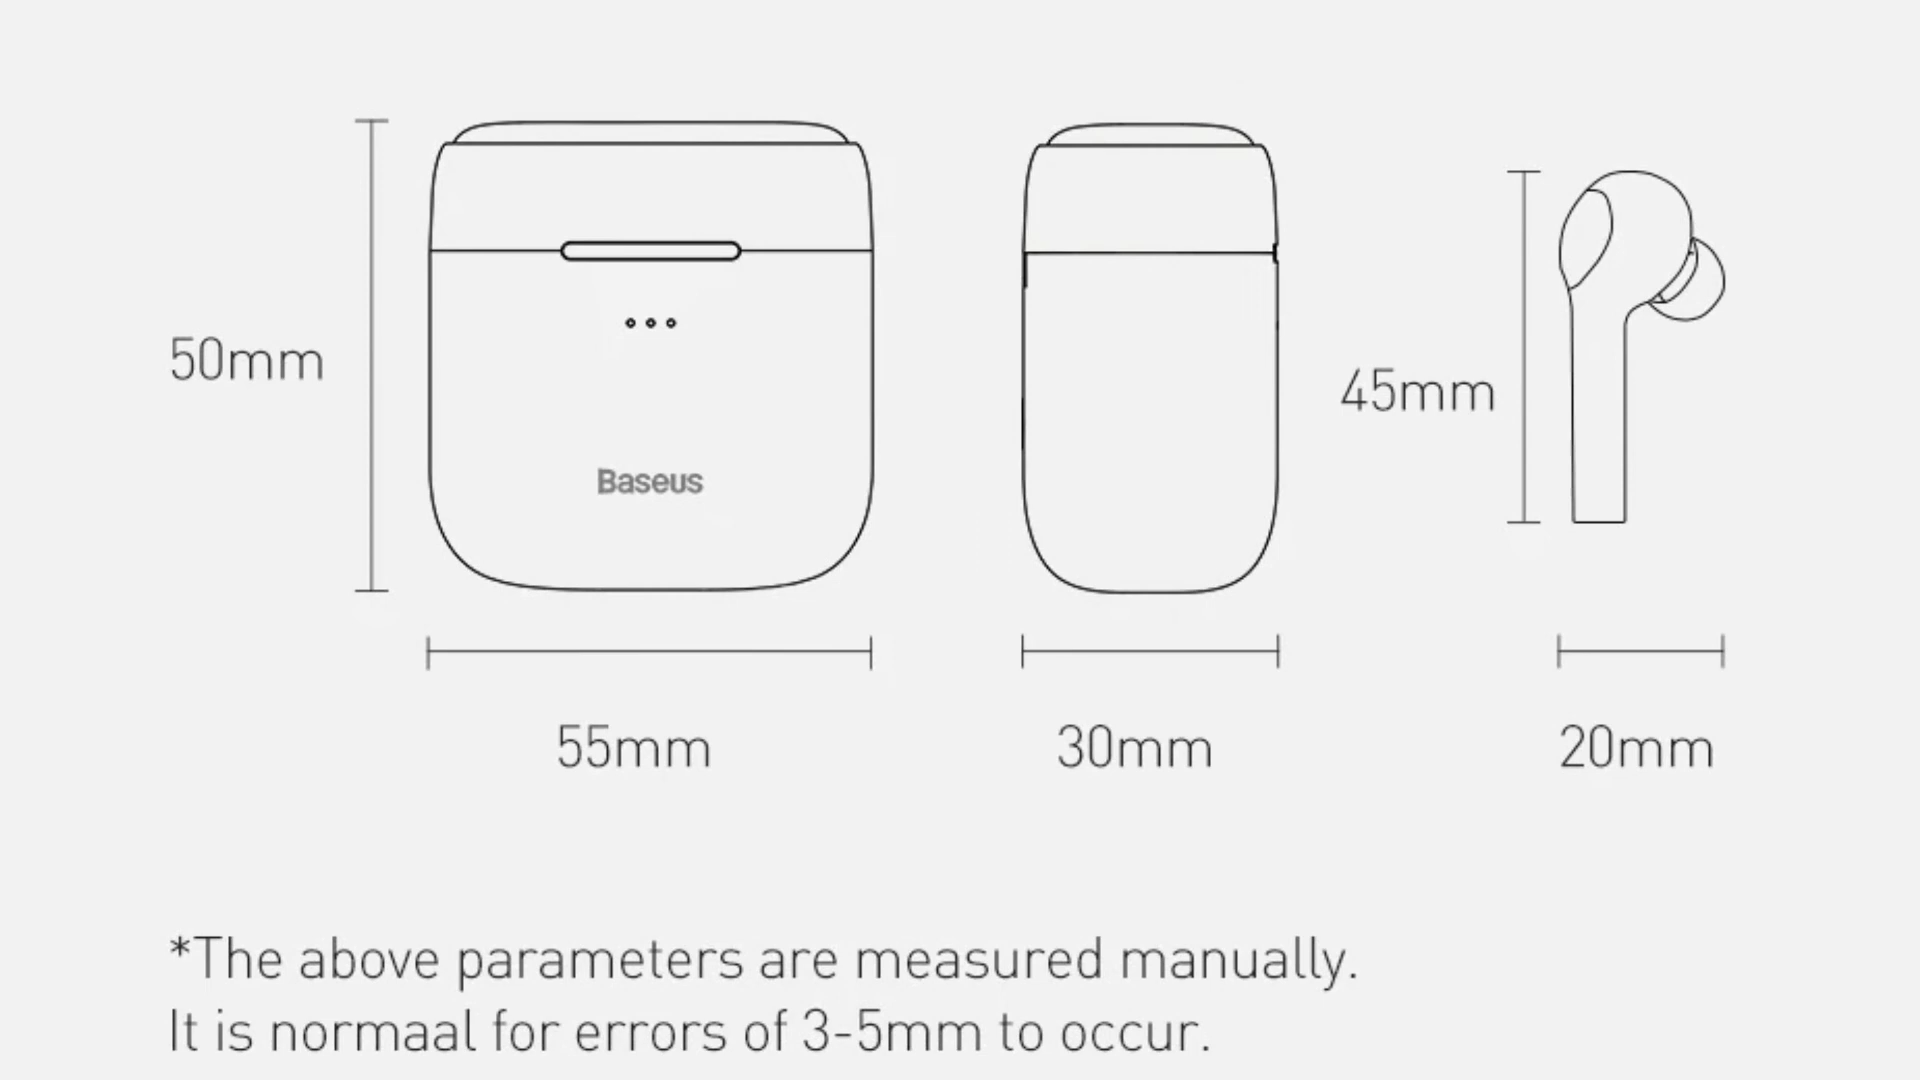 50mm
Baseus
45mm
55mm
30mm
20mm
*The above parameters are measured manually.
It is normaal for errors of 3-5mm to occur.